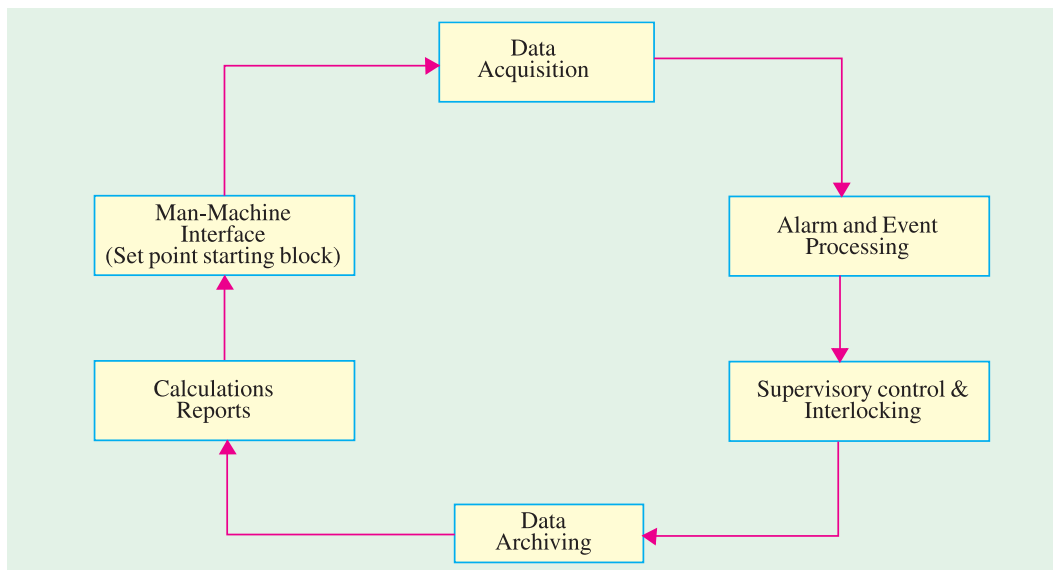 Data
Acquisition
Man-Machine
Interface
(Set point starting block)
Alarm and Event
Processing
Calculations
Reports
Supervisory control &
Interlocking
Data
Archiving